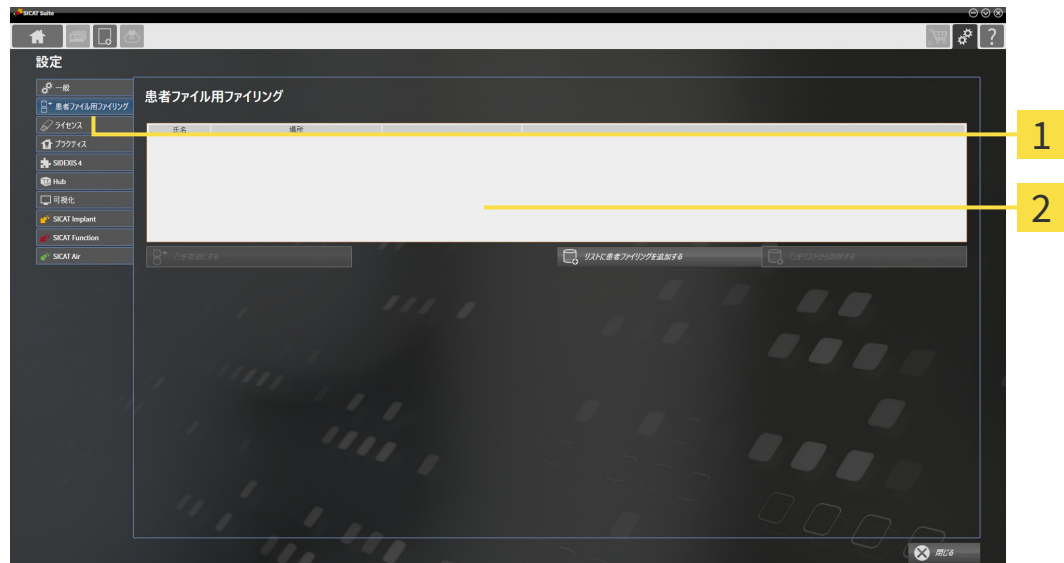 SICAT Suite
?
設定
一般
患者ファイル用ファイリング
ライセンス
プラクティス
SIDEXIS 4
Hub
可視化
SICAT Implant
SICAT Function
SICAT Air
患者ファイル用ファイリング
氏名 場所
リストに患者ファイリングを追加する
閉じる
1
2